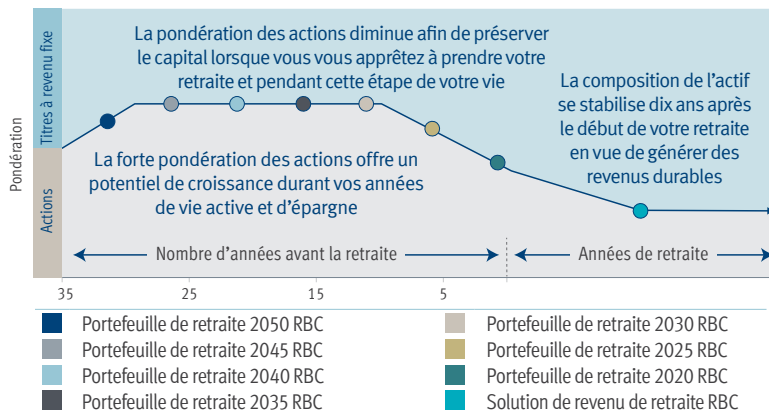 La pondération des actions diminue afin de préserver
le capital lorsque vous vous apprêtez à prendre votre
retraite et pendant cette étape de votre vie
La composition de l'actif
se stabilise dix ans après
le début de votre retraite
en vue de générer des
revenus durables
La forte pondération des actions offre un
potentiel de croissance durant vos années
de vie active et d'épargne
Pondération
Titres à revenu fixe
Actions
Nombre d'années avant la retraite
Années de retraite
35 25 15 5
Portefeuille de retraite 2050 RBC
Portefeuille de retraite 2045 RBC
Portefeuille de retraite 2040 RBC
Portefeuille de retraite 2035 RBC
Portefeuille de retraite 2030 RBC
Portefeuille de retraite 2025 RBC
Portefeuille de retraite 2020 RBC
Solution de revenu de retraite RBC